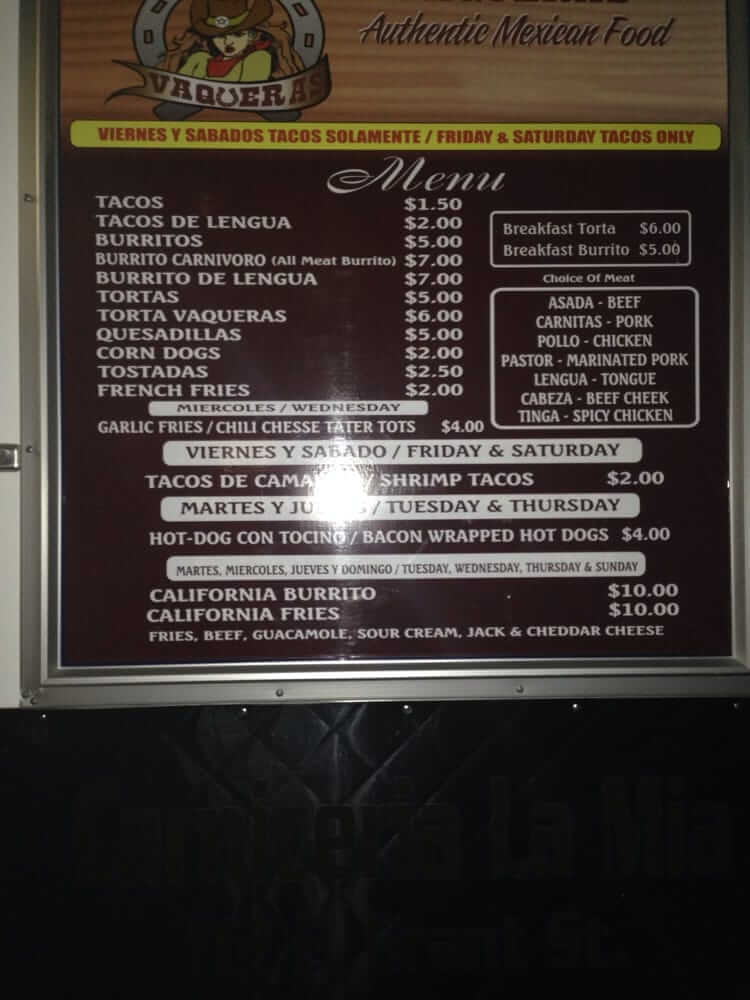 Authentic Mexican Food
VAQUERAS
VIERNES Y SABADOS TACOS SOLAMENTE / FRIDAY & SATURDAY TACOS ONLY
Menu
TACOS $1.50
TACOS DE LENGUA $2.00
BURRITOS $5.00
BURRITO CARNIVORO (All Meat Burrito) $7.00
BURRITO DE LENGUA $7.00
TORTAS $5.00
TORTA VAQUERAS $6.00
QUESADILLAS $5.00
CORN DOGS $2.00
TOSTADAS $2.50
FRENCH FRIES $2.00
Breakfast Torta $6.00
Breakfast Burrito $5.00
Choice Of Meat
ASADA - BEEF
CARNITAS - PORK
POLLO - CHICKEN
PASTOR - MARINATED PORK
LENGUA - TONGUE
CABEZA - BEEF CHEEK
TINGA - SPICY CHICKEN
MIERCOLES / WEDNESDAY
GARLIC FRIES / CHILI CHESSE TATER TOTS $4.00
VIERNES Y SABADO / FRIDAY & SATURDAY
TACOS DE / SHRIMP TACOS $2.00
MARTES Y / TUESDAY & THURSDAY
HOT-DOG CON TOCINO / BACON WRAPPED HOT DOGS $4.00
MARTES, MIERCOLES, JUEVES Y DOMINGO / TUESDAY, WEDNESDAY, THURSDAY & SUNDAY
CALIFORNIA BURRITO $10.00
CALIFORNIA FRIES $10.00
FRIES, BEEF, GUACAMOLE, SOUR CREAM, JACK & CHEDDAR CHEESE
La Mia